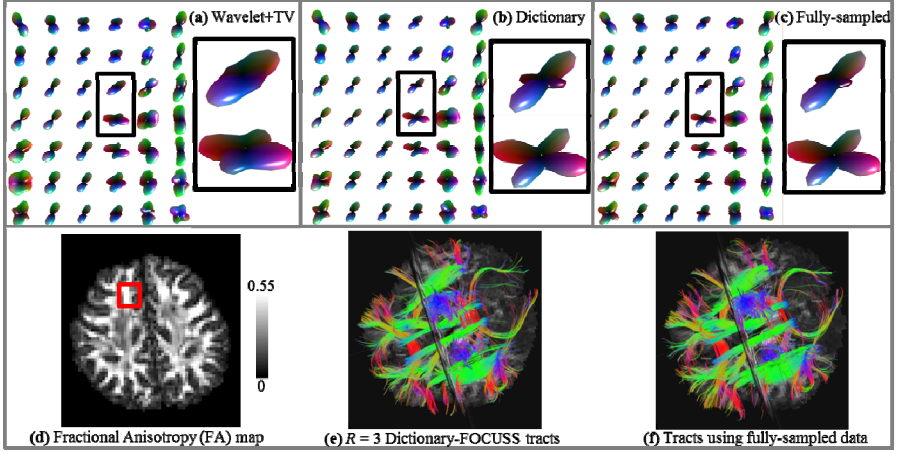 (a) Wavelet+TV
(b) Dictionary
(c) Fully-sampled
0.55
0
(d) Fractional Anisotropy (FA) map
(e) R = 3 Dictionary-FOCUSS tracts
(f) Tracts using fully-sampled data